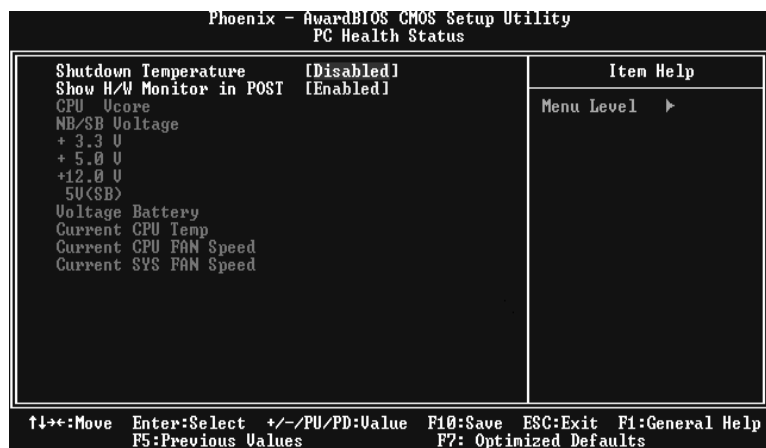 Phoenix - AwardBIOS CMOS Setup Utility
PC Health Status
Shutdown Temperature [Disabled]
Show H/W Monitor in POST [Enabled]
CPU Vcore
NB/SB Voltage
+ 3.3 V
+ 5.0 V
+12.0 V
5V(SB)
Voltage Battery
Current CPU Temp
Current CPU FAN Speed
Current SYS FAN Speed
Item Help
Menu Level ▶
↑↓→←:Move Enter:Select +/-/PU/PD:Value F10:Save ESC:Exit F1:General Help
F5:Previous Values F7: Optimized Defaults